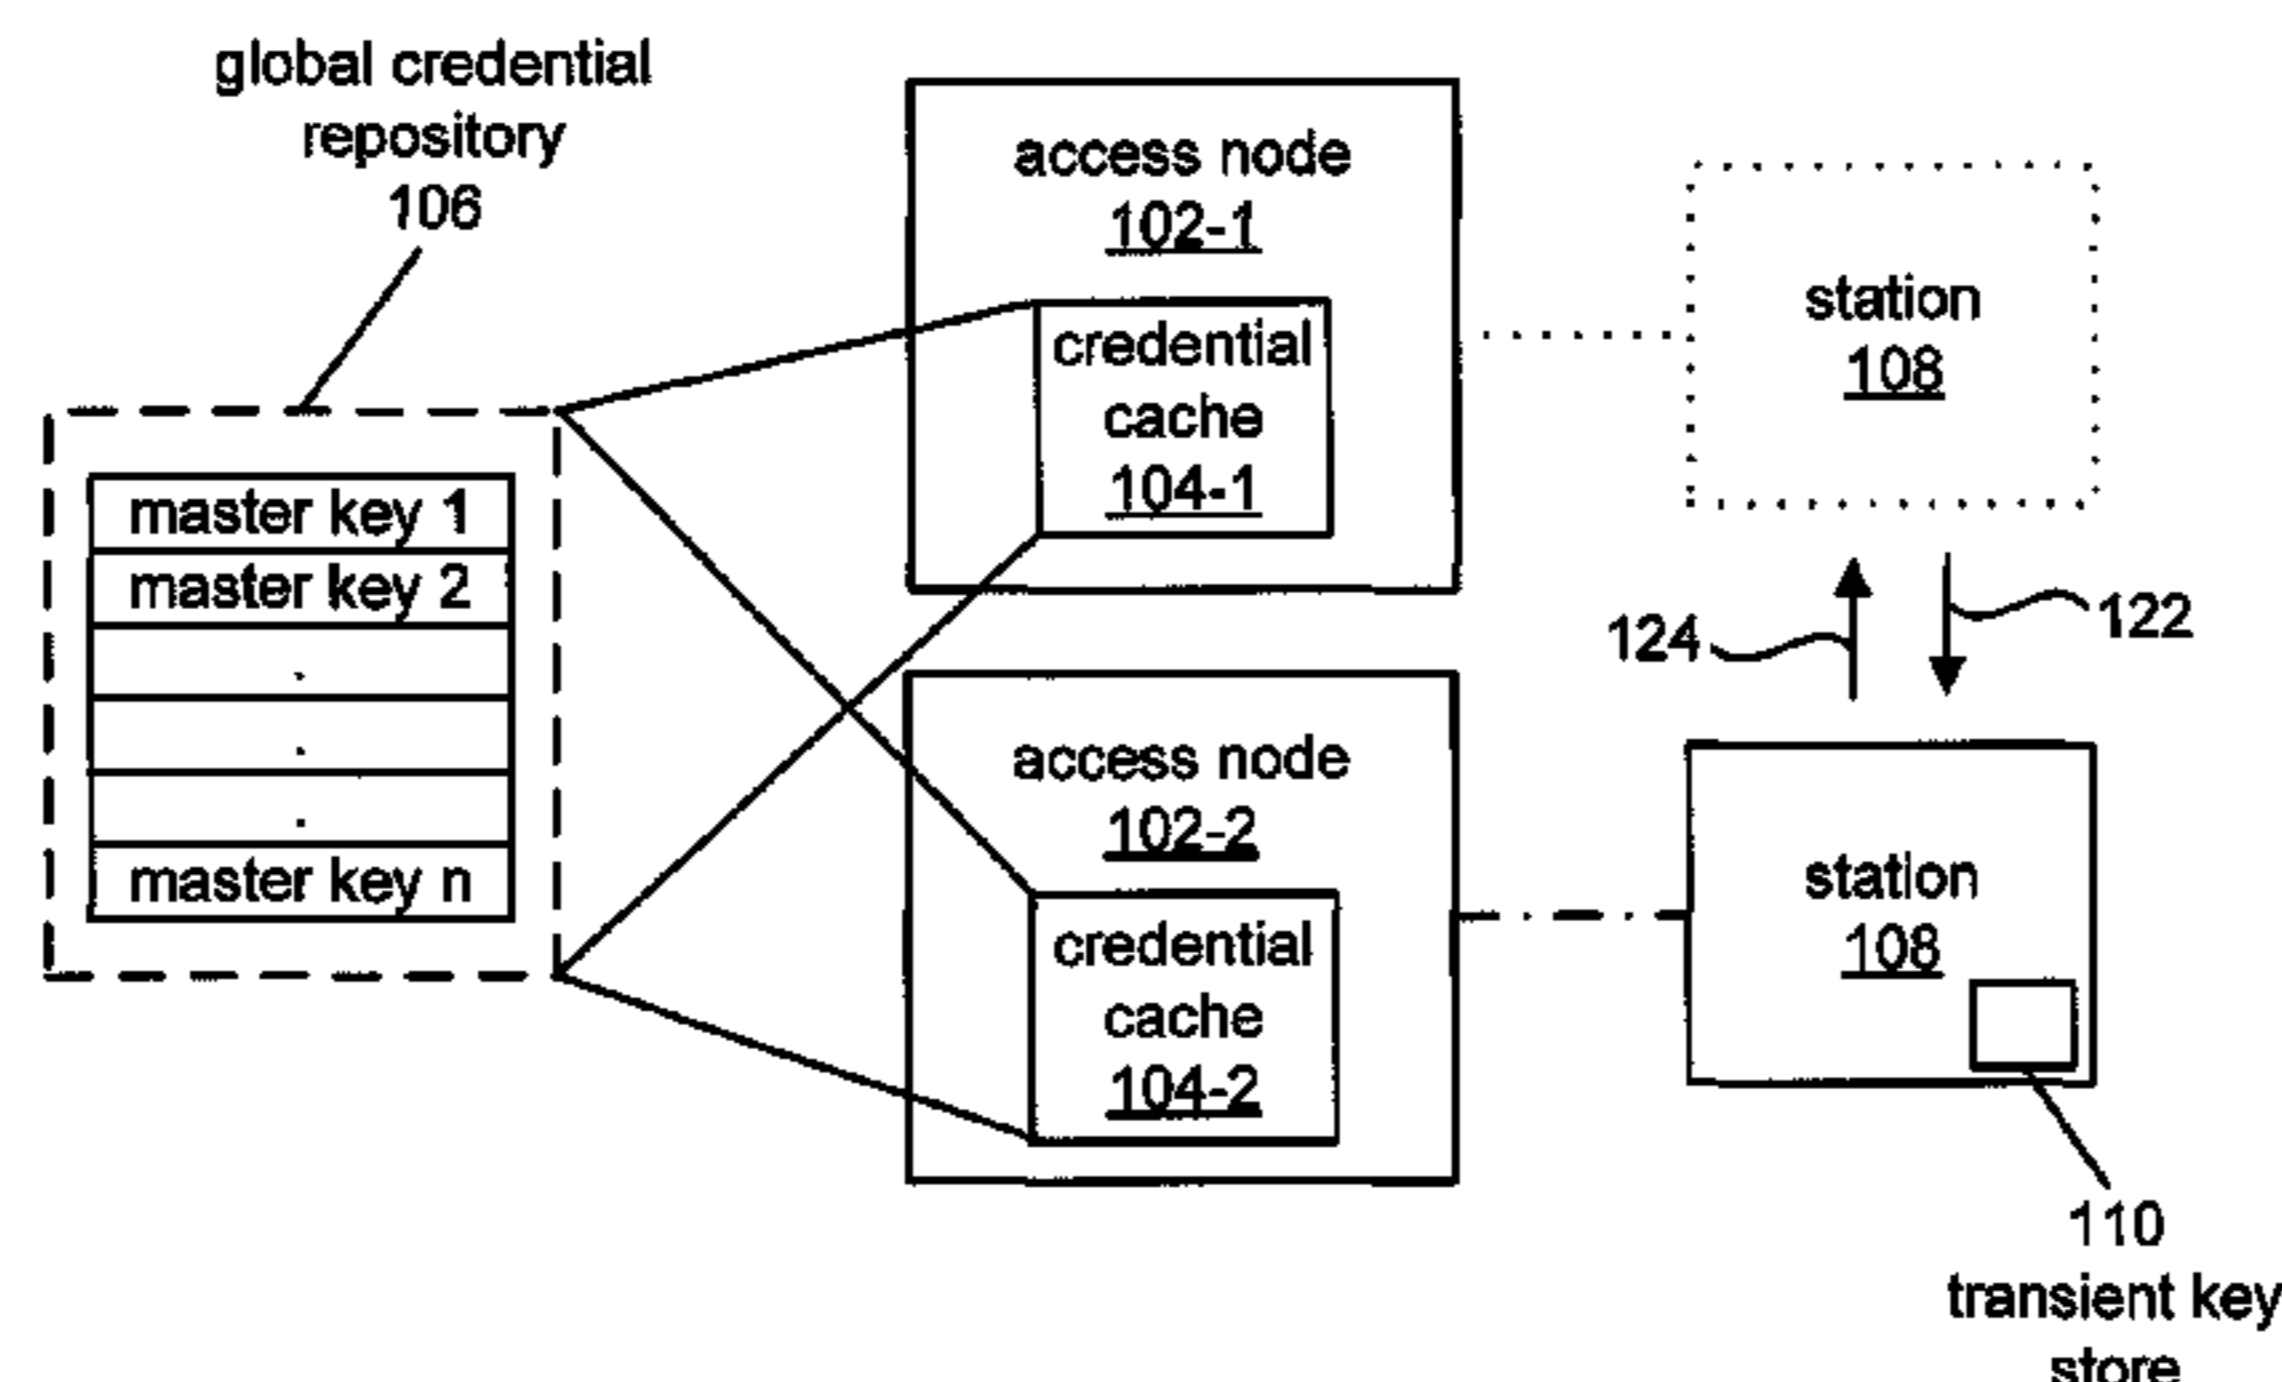 global credential
repository
106
master key 1
master key 2
.
.
.
master key n
access node
102-1
credential
cache
104-1
access node
102-2
credential
cache
104-2
station
108
124
122
station
108
110
transient key
store